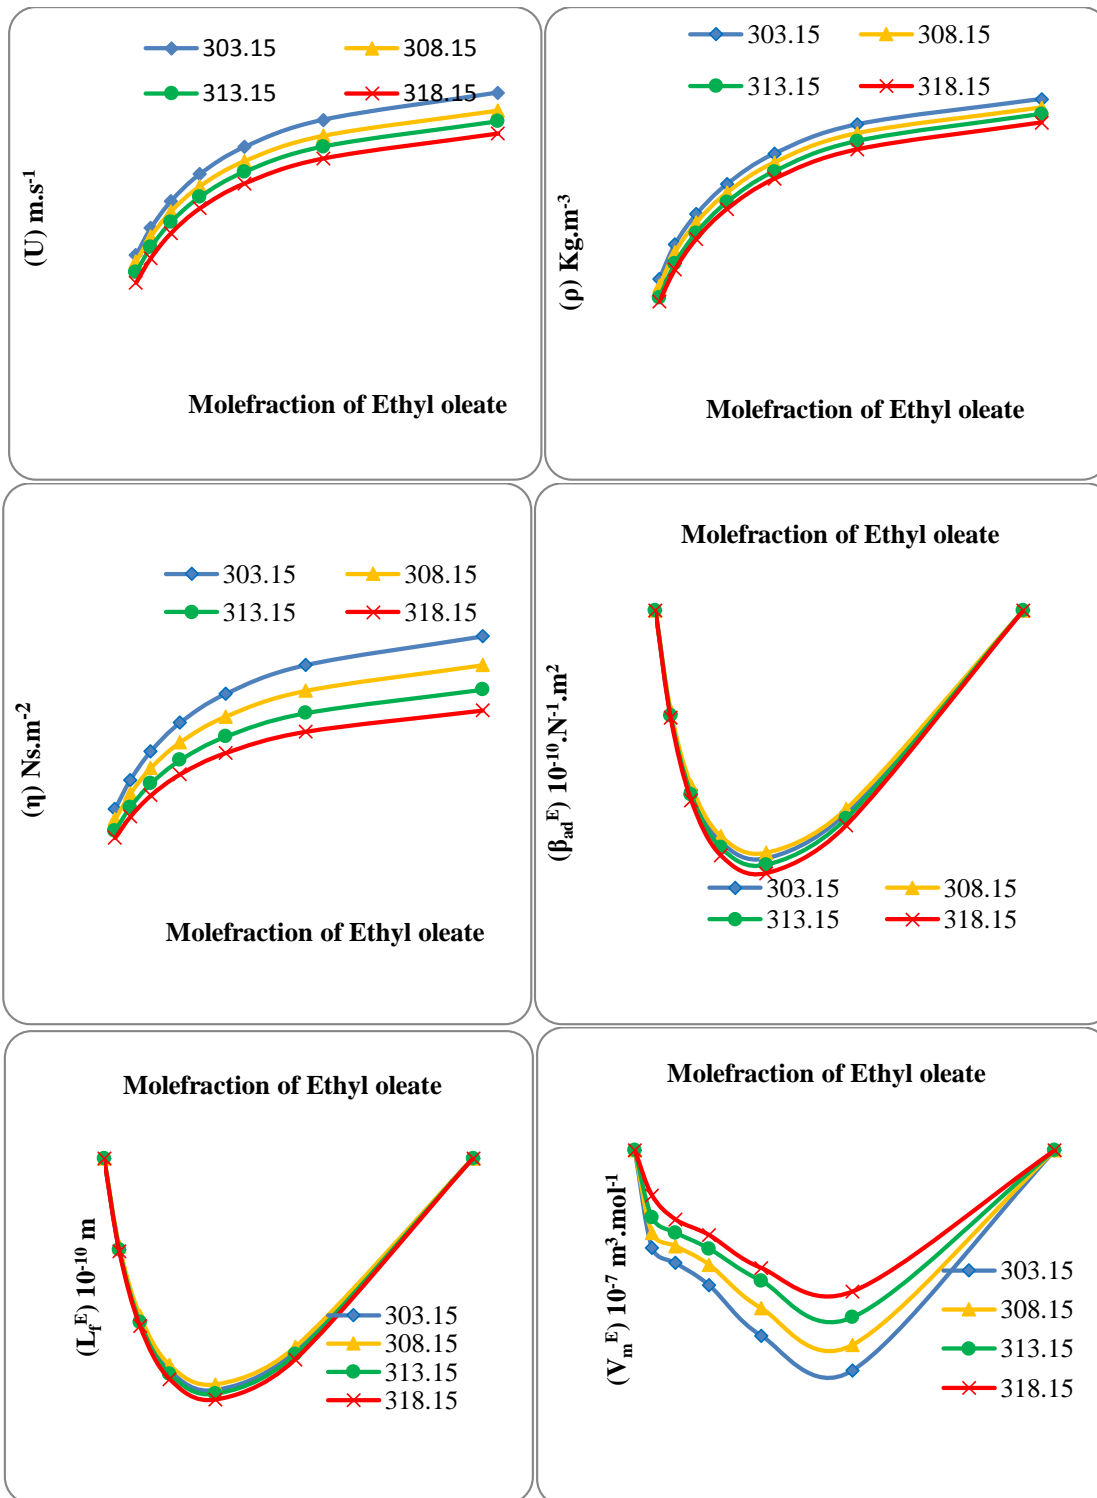 303.15 308.15
313.15 318.15
(U) m.s-1
Molefraction of Ethyl oleate
303.15 308.15
313.15 318.15
(ρ) Kg.m-3
Molefraction of Ethyl oleate
303.15 308.15
313.15 318.15
(η) Ns.m-2
Molefraction of Ethyl oleate
Molefraction of Ethyl oleate
(βadE) 10-10.N-1.m2
303.15 308.15
313.15 318.15
Molefraction of Ethyl oleate
(LfE) 10-10 m
303.15
308.15
313.15
318.15
Molefraction of Ethyl oleate
(VmE) 10-7 m3.mol-1
303.15
308.15
313.15
318.15